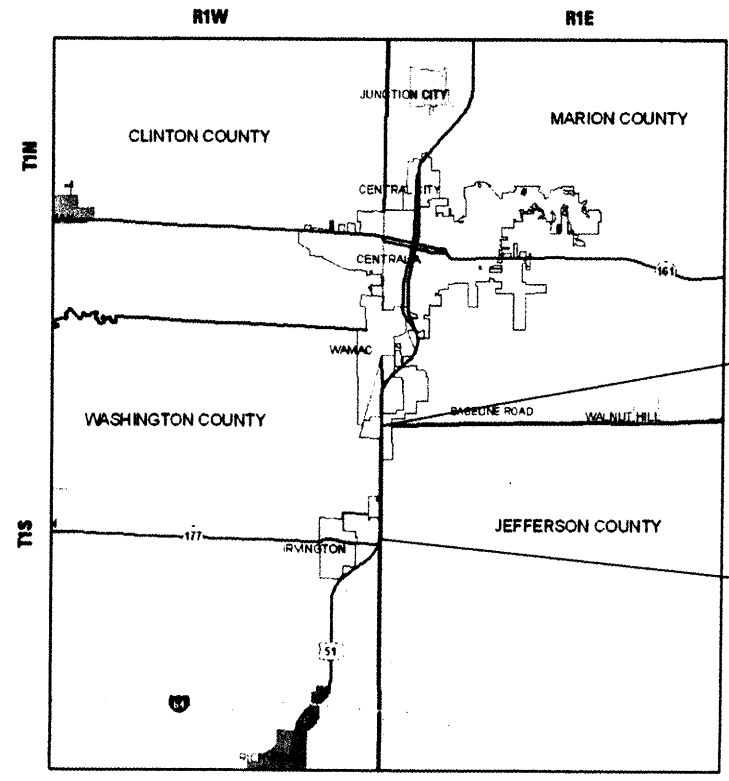 R1W
R1E
JUNCTION CITY
CLINTON COUNTY
MARION COUNTY
T1N
CENTRAL CITY
CENTRALIA
161
WAMAC
WASHINGTON COUNTY
BASELINE ROAD
WALNUT HILL
T1S
177
IRVINGTON
JEFFERSON COUNTY
51
64